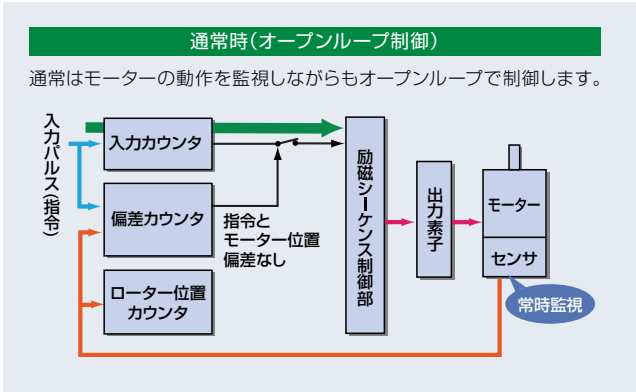 通常時(オープンループ制御)
通常はモーターの動作を監視しながらもオープンループで制御します。
入力パルス(指令)
入力カウンタ
偏差カウンタ
指令と
モーター位置
偏差なし
ローター位置
カウンタ
励磁シーケンス制御部
出力素子
モーター
センサ
常時監視